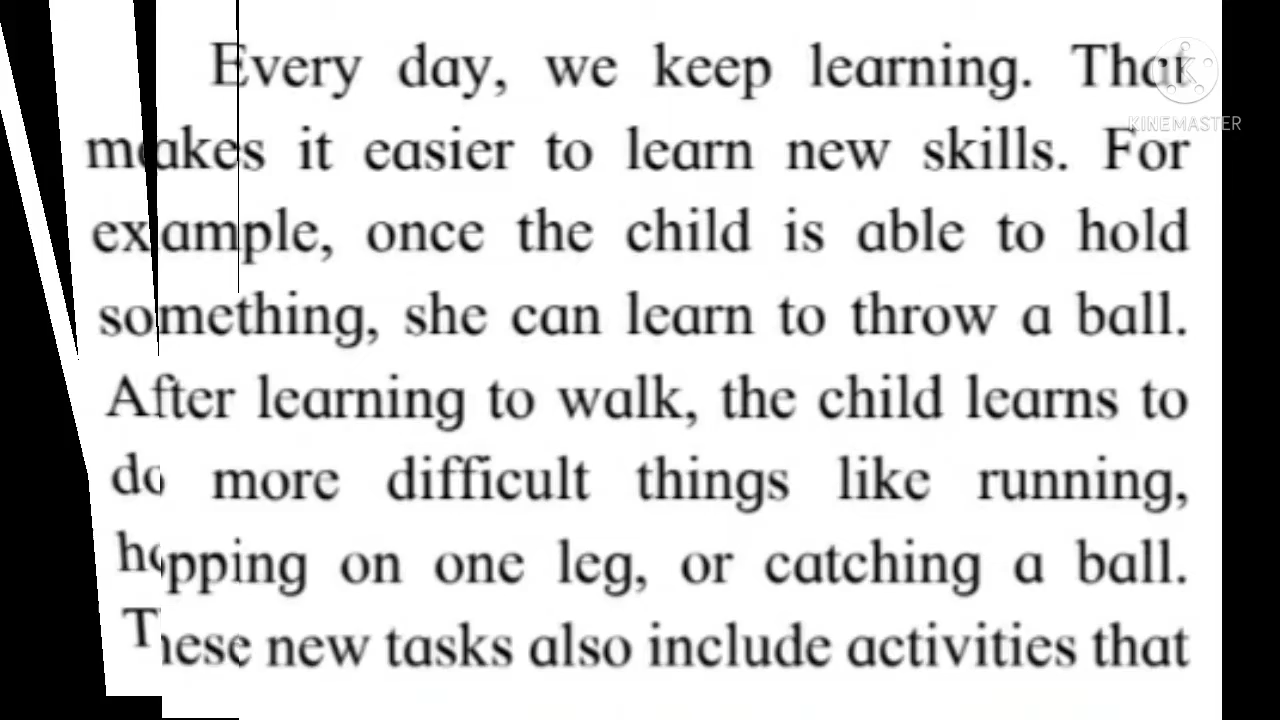 Every day, we keep learning. That
KINEMASTER
makes it easier to learn new skills. For
example, once the child is able to hold
something, she can learn to throw a ball.
After learning to walk, the child learns to
do more difficult things like running,
hopping on one leg, or catching a ball.
These new tasks also include activities that